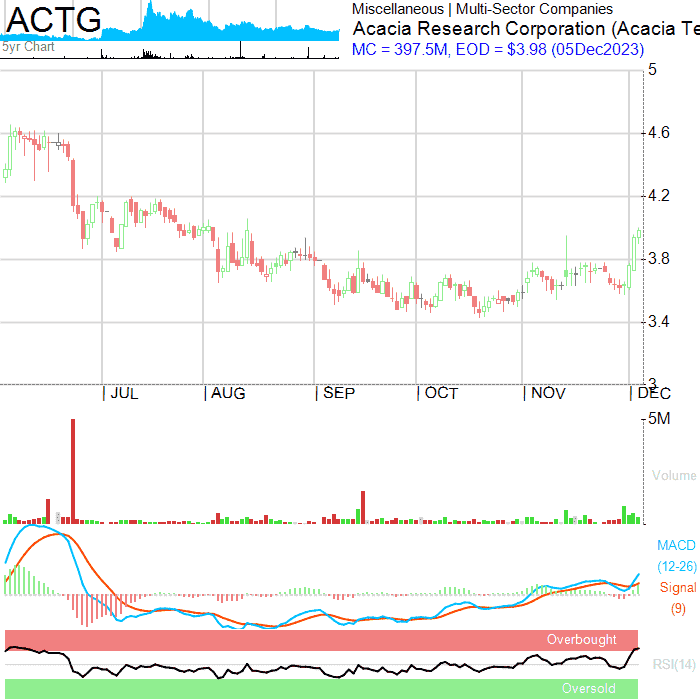 ACTG
5yr Chart
Miscellaneous | Multi-Sector Companies
Acacia Research Corporation (Acacia Te
MC = 397.5M, EOD = $3.98 (05Dec2023)
5
4.6
4.2
3.8
3.4
3
| JUL | AUG | SEP | OCT | NOV | DEC
5M
Volume
MACD
(12-26)
Signal
(9)
Overbought
RSI(14)
Oversold